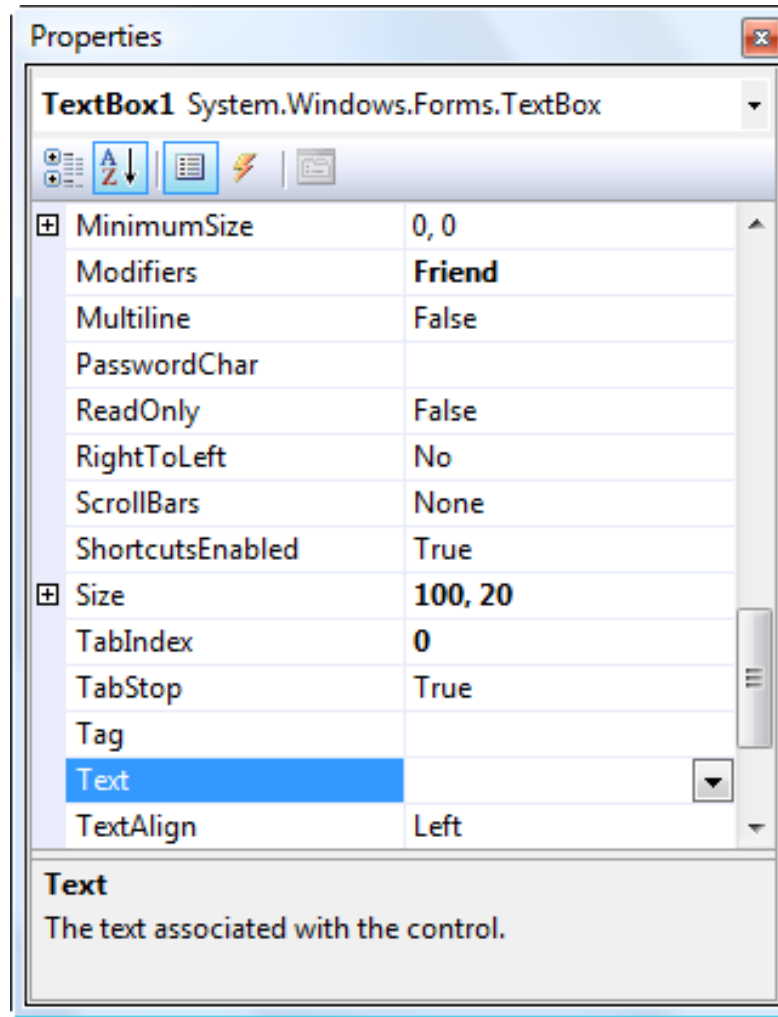 Properties
TextBox1 System.Windows.Forms.TextBox
A
Z
MinimumSize 0, 0
Modifiers Friend
Multiline False
PasswordChar
ReadOnly False
RightToLeft No
ScrollBars None
ShortcutsEnabled True
Size 100, 20
TabIndex 0
TabStop True
Tag
Text
TextAlign Left
Text
The text associated with the control.